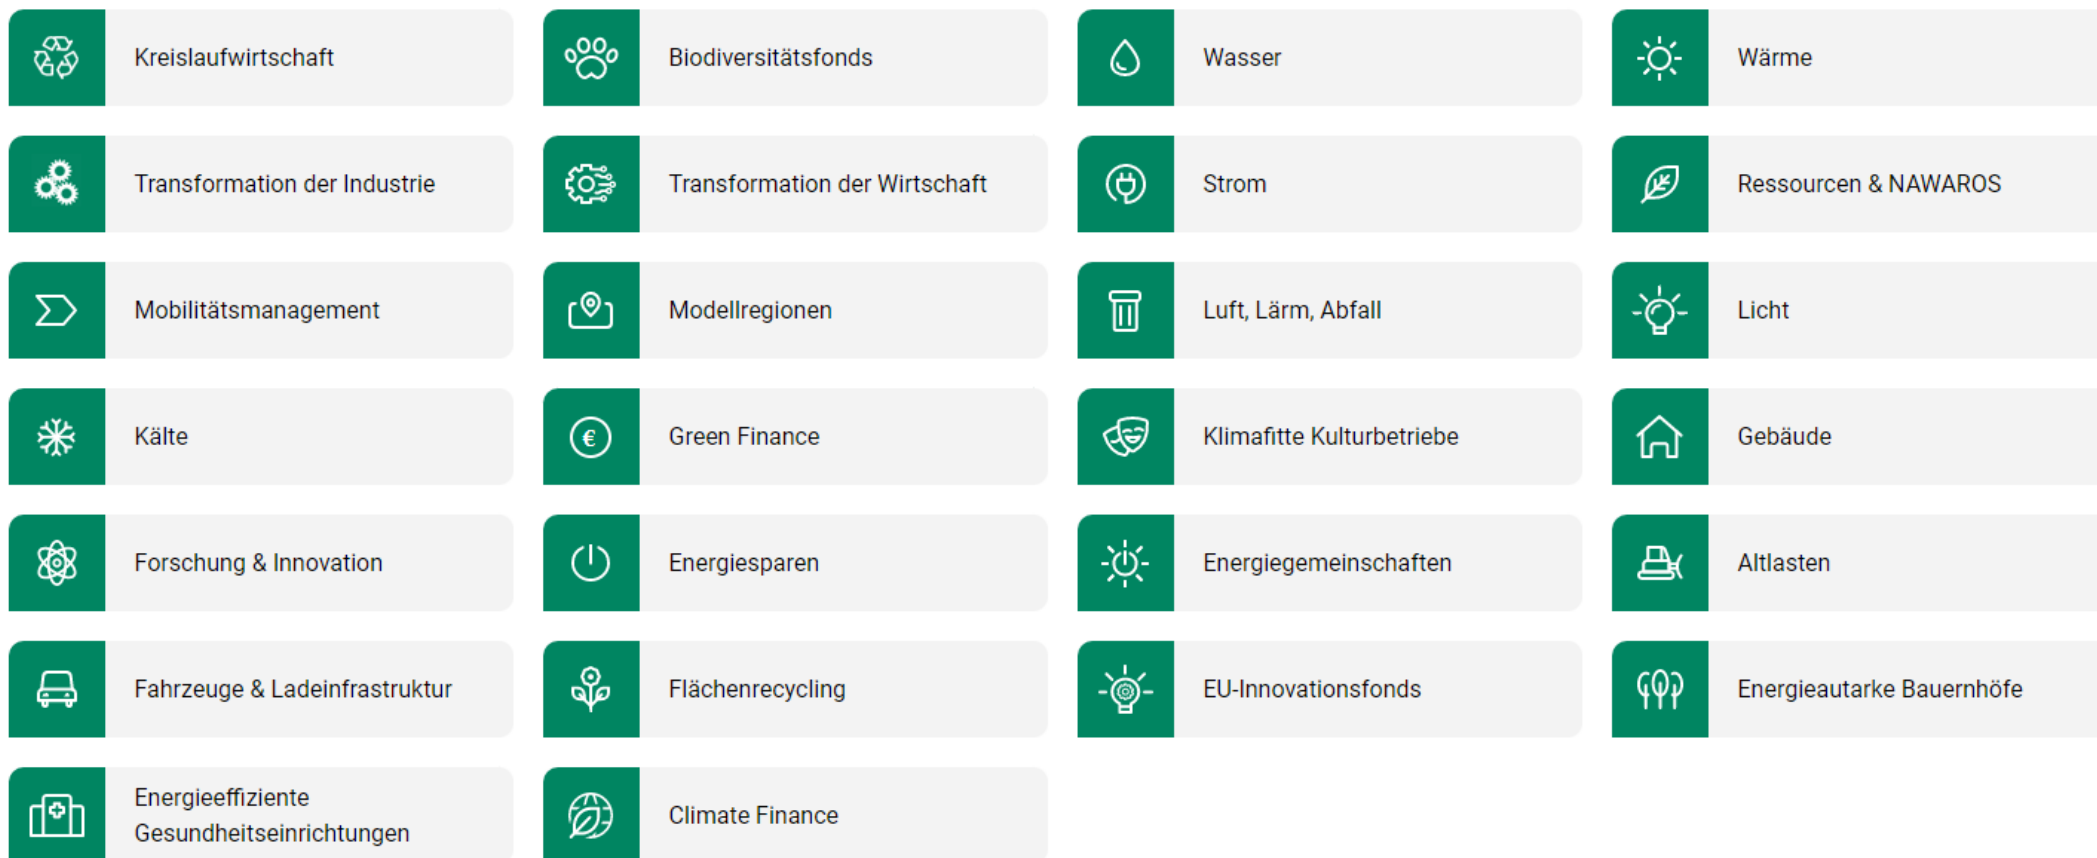 Kreislaufwirtschaft
Biodiversitätsfonds
Wasser
Wärme
Transformation der Industrie
Transformation der Wirtschaft
Strom
Ressourcen & NAWAROS
Mobilitätsmanagement
Modellregionen
Luft, Lärm, Abfall
Licht
Kälte
€
Green Finance
Klimafitte Kulturbetriebe
Gebäude
Forschung & Innovation
Energiesparen
Energiegemeinschaften
Altlasten
Fahrzeuge & Ladeinfrastruktur
Flächenrecycling
EU-Innovationsfonds
Energieautarke Bauernhöfe
Energieeffiziente
Gesundheitseinrichtungen
Climate Finance